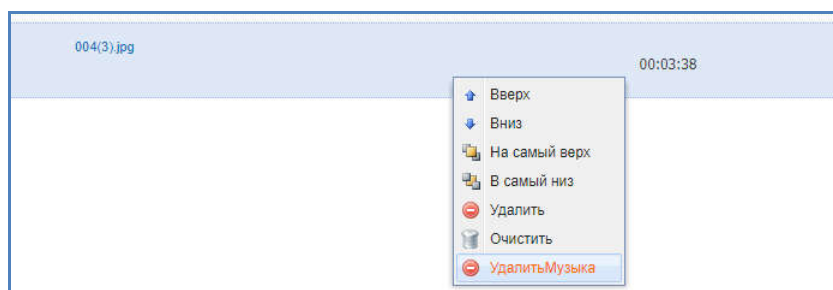 004(3).jpg
00:03:38
Вверх
Вниз
На самый верх
В самый низ
Удалить
Очистить
УдалитьМузыка